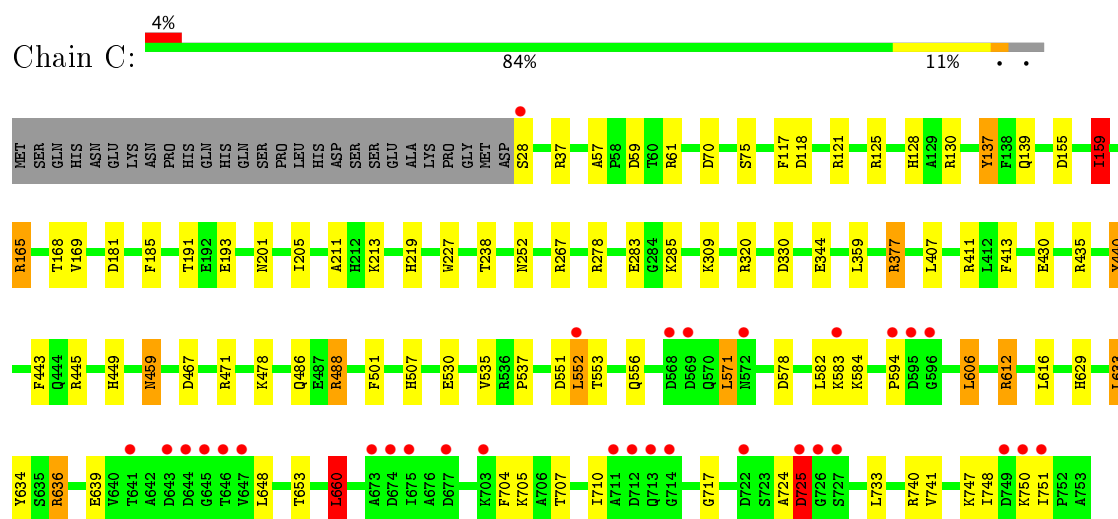 4%
Chain C:
84% 11% • •
MET SER GLN HIS ASN GLU LYS ASN PRO HIS GLN HIS GLN SER PRO LEU HIS ASP SER SER GLU ALA LYS PRO GLY MET ASP S28 R37 A57 P58 D59 T60 R61 D70 S75 F117 D118 R121 R125 H128 A129 R130 Y137 F138 Q139 D155 I159
R165 T168 V169 D181 F185 T191 E192 E193 N201 I205 A211 H212 K213 H219 W227 T238 N252 R267 R278 E283 G284 K285 K309 R320 D330 E344 L359 R377 L407 R411 L412 F413 E430 R435 Y440
F443 Q444 R445 H449 N459 D467 R471 K478 Q486 E487 R488 F501 H507 E530 V535 R536 P537 D551 L552 T553 Q556 D568 D569 Q570 L571 N572 D578 L582 K583 K584 P594 D595 G596 L606 R612 L616 H629
Y634 S635 R636 E639 V640 T641 A642 D643 D644 G645 T646 V647 L648 T653 L660 A673 D674 I675 A676 D677 K703 F704 K705 A706 T707 I710 A711 D712 Q713 G714 G717 D722 S723 A724 D725 G726 S727 L733 R740 V741 K747 I748 D749 K750 I751 P752 A753